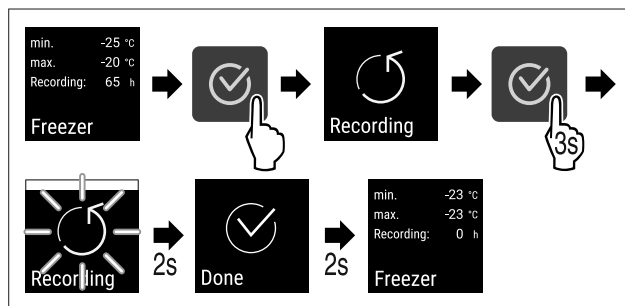 min. -25 °C
max. -20 °C
Recording: 65 h
Freezer
Recording
3s
Recording
2s
Done
2s
min. -23 °C
max. -23 °C
Recording: 0 h
Freezer